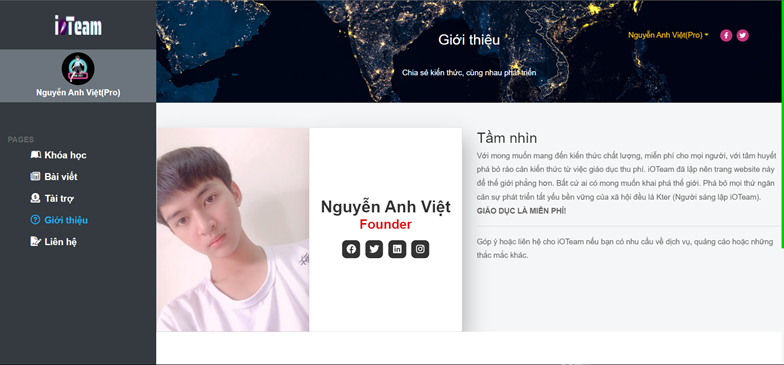 iOTeam
Nguyễn Anh Việt(Pro)
PAGES
Khóa học
Bài viết
Tài trợ
Giới thiệu
Liên hệ
Giới thiệu
Chia sẻ kiến thức, cùng nhau phát triển
Nguyễn Anh Việt(Pro)
Nguyễn Anh Việt
Founder
Tầm nhìn
Với mong muốn mang đến kiến thức chất lượng, miễn phí cho mọi người, với tâm huyết
phá bỏ rào cản kiến thức từ việc giáo dục thu phí. iOTeam đã lập nên trang website này
để thế giới phẳng hơn. Bất cứ ai có mong muốn khai phá thế giới. Phá bỏ mọi thứ ngăn
cản sự phát triển tất yếu bền vững của xã hội đều là Kter (Người sáng lập iOTeam).
GIÁO DỤC LÀ MIỄN PHÍ!
Góp ý hoặc liên hệ cho iOTeam nếu bạn có nhu cầu về dịch vụ, quảng cáo hoặc những
thắc mắc khác.